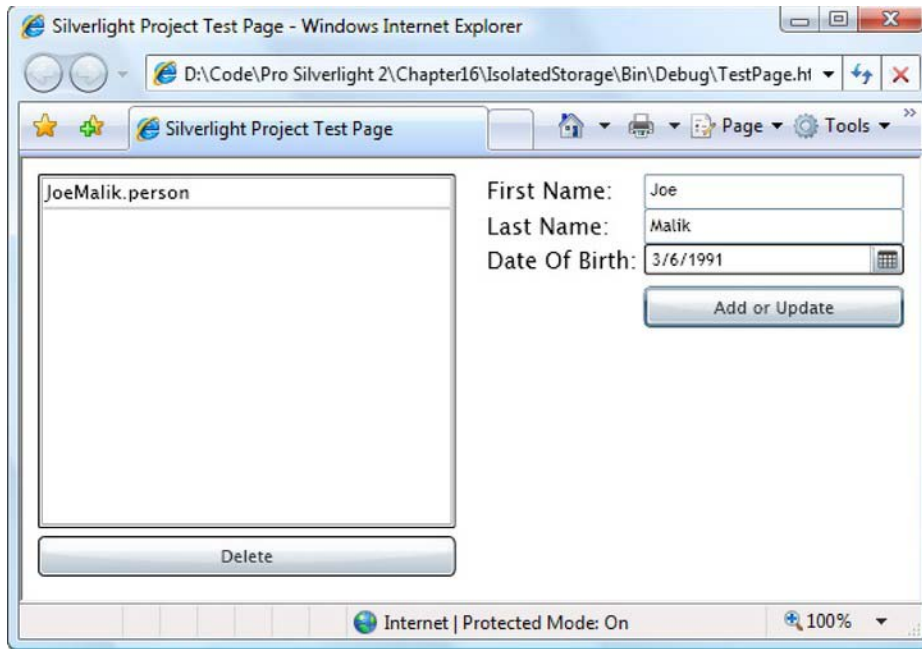 Silverlight Project Test Page - Windows Internet Explorer
D:\Code\Pro Silverlight 2\Chapter16\IsolatedStorage\Bin\Debug\TestPage.ht
Silverlight Project Test Page
Page
Tools
JoeMalik.person
First Name:
Joe
Last Name:
Malik
Date Of Birth:
3/6/1991
Add or Update
Delete
Internet | Protected Mode: On
100%